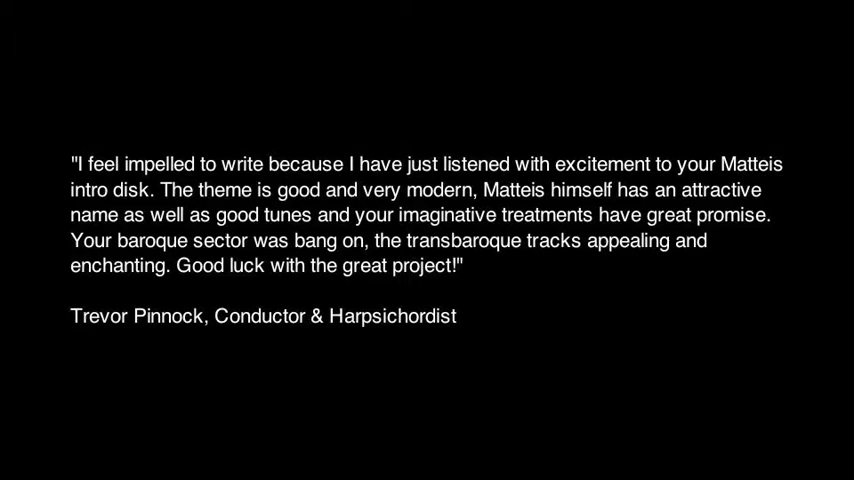 "I feel impelled to write because I have just listened with excitement to your Matteis
intro disk. The theme is good and very modern, Matteis himself has an attractive
name as well as good tunes and your imaginative treatments have great promise.
Your baroque sector was bang on, the transbaroque tracks appealing and
enchanting. Good luck with the great project!"
Trevor Pinnock, Conductor & Harpsichordist